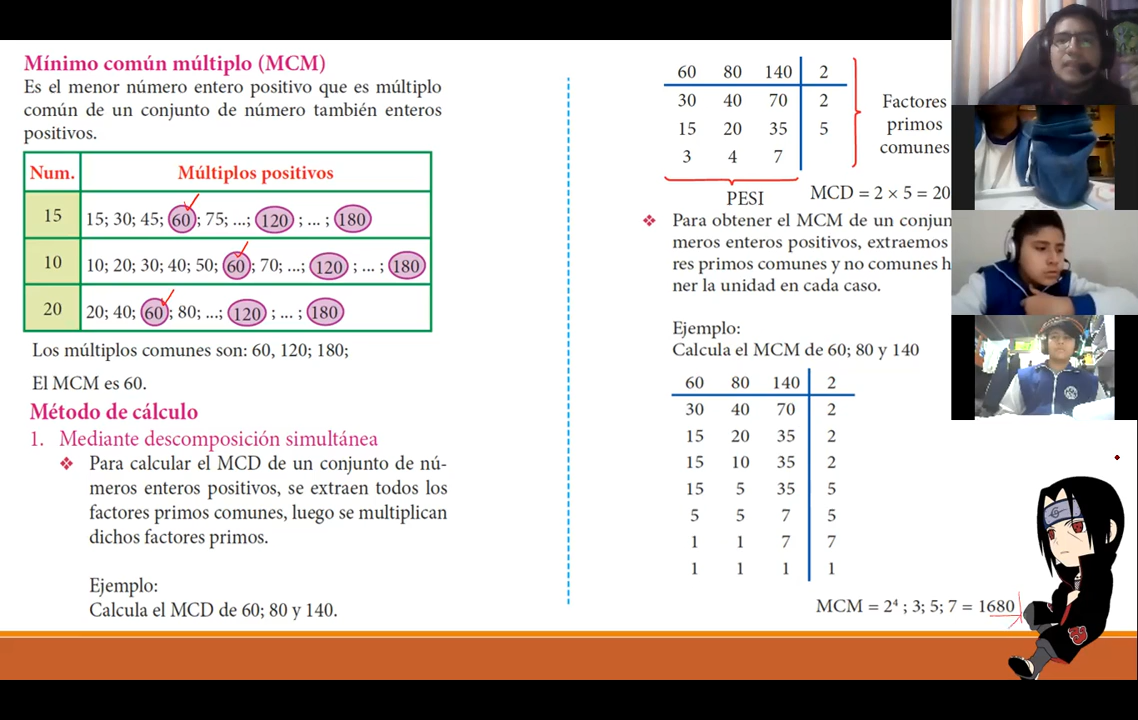 Mínimo común múltiplo (MCM)
Es el menor número entero positivo que es múltiplo
común de un conjunto de número también enteros
positivos.
Num. Múltiplos positivos
15 15; 30; 45; 60; 75; ...; 120 ; ... ; 180
10 10; 20; 30; 40; 50; 60; 70; ...; 120 ; ... ; 180
20 20; 40; 60; 80; ...; 120 ; ... ; 180
Los múltiplos comunes son: 60, 120; 180;
El MCM es 60.
Método de cálculo
1. Mediante descomposición simultánea
❖ Para calcular el MCD de un conjunto de nú-
meros enteros positivos, se extraen todos los
factores primos comunes, luego se multiplican
dichos factores primos.
Ejemplo:
Calcula el MCD de 60; 80 y 140.
60 80 140 2
30 40 70 2
15 20 35 5
3 4 7
Factores
primos
comunes
PESI
MCD = 2 × 5 = 20
❖ Para obtener el MCM de un conjun
meros enteros positivos, extraemos
res primos comunes y no comunes h
ner la unidad en cada caso.
Ejemplo:
Calcula el MCM de 60; 80 y 140
60 80 140 2
30 40 70 2
15 20 35 2
15 10 35 2
15 5 35 5
5 5 7 5
1 1 7 7
1 1 1 1
MCM = 2⁴ ; 3; 5; 7 = 1680